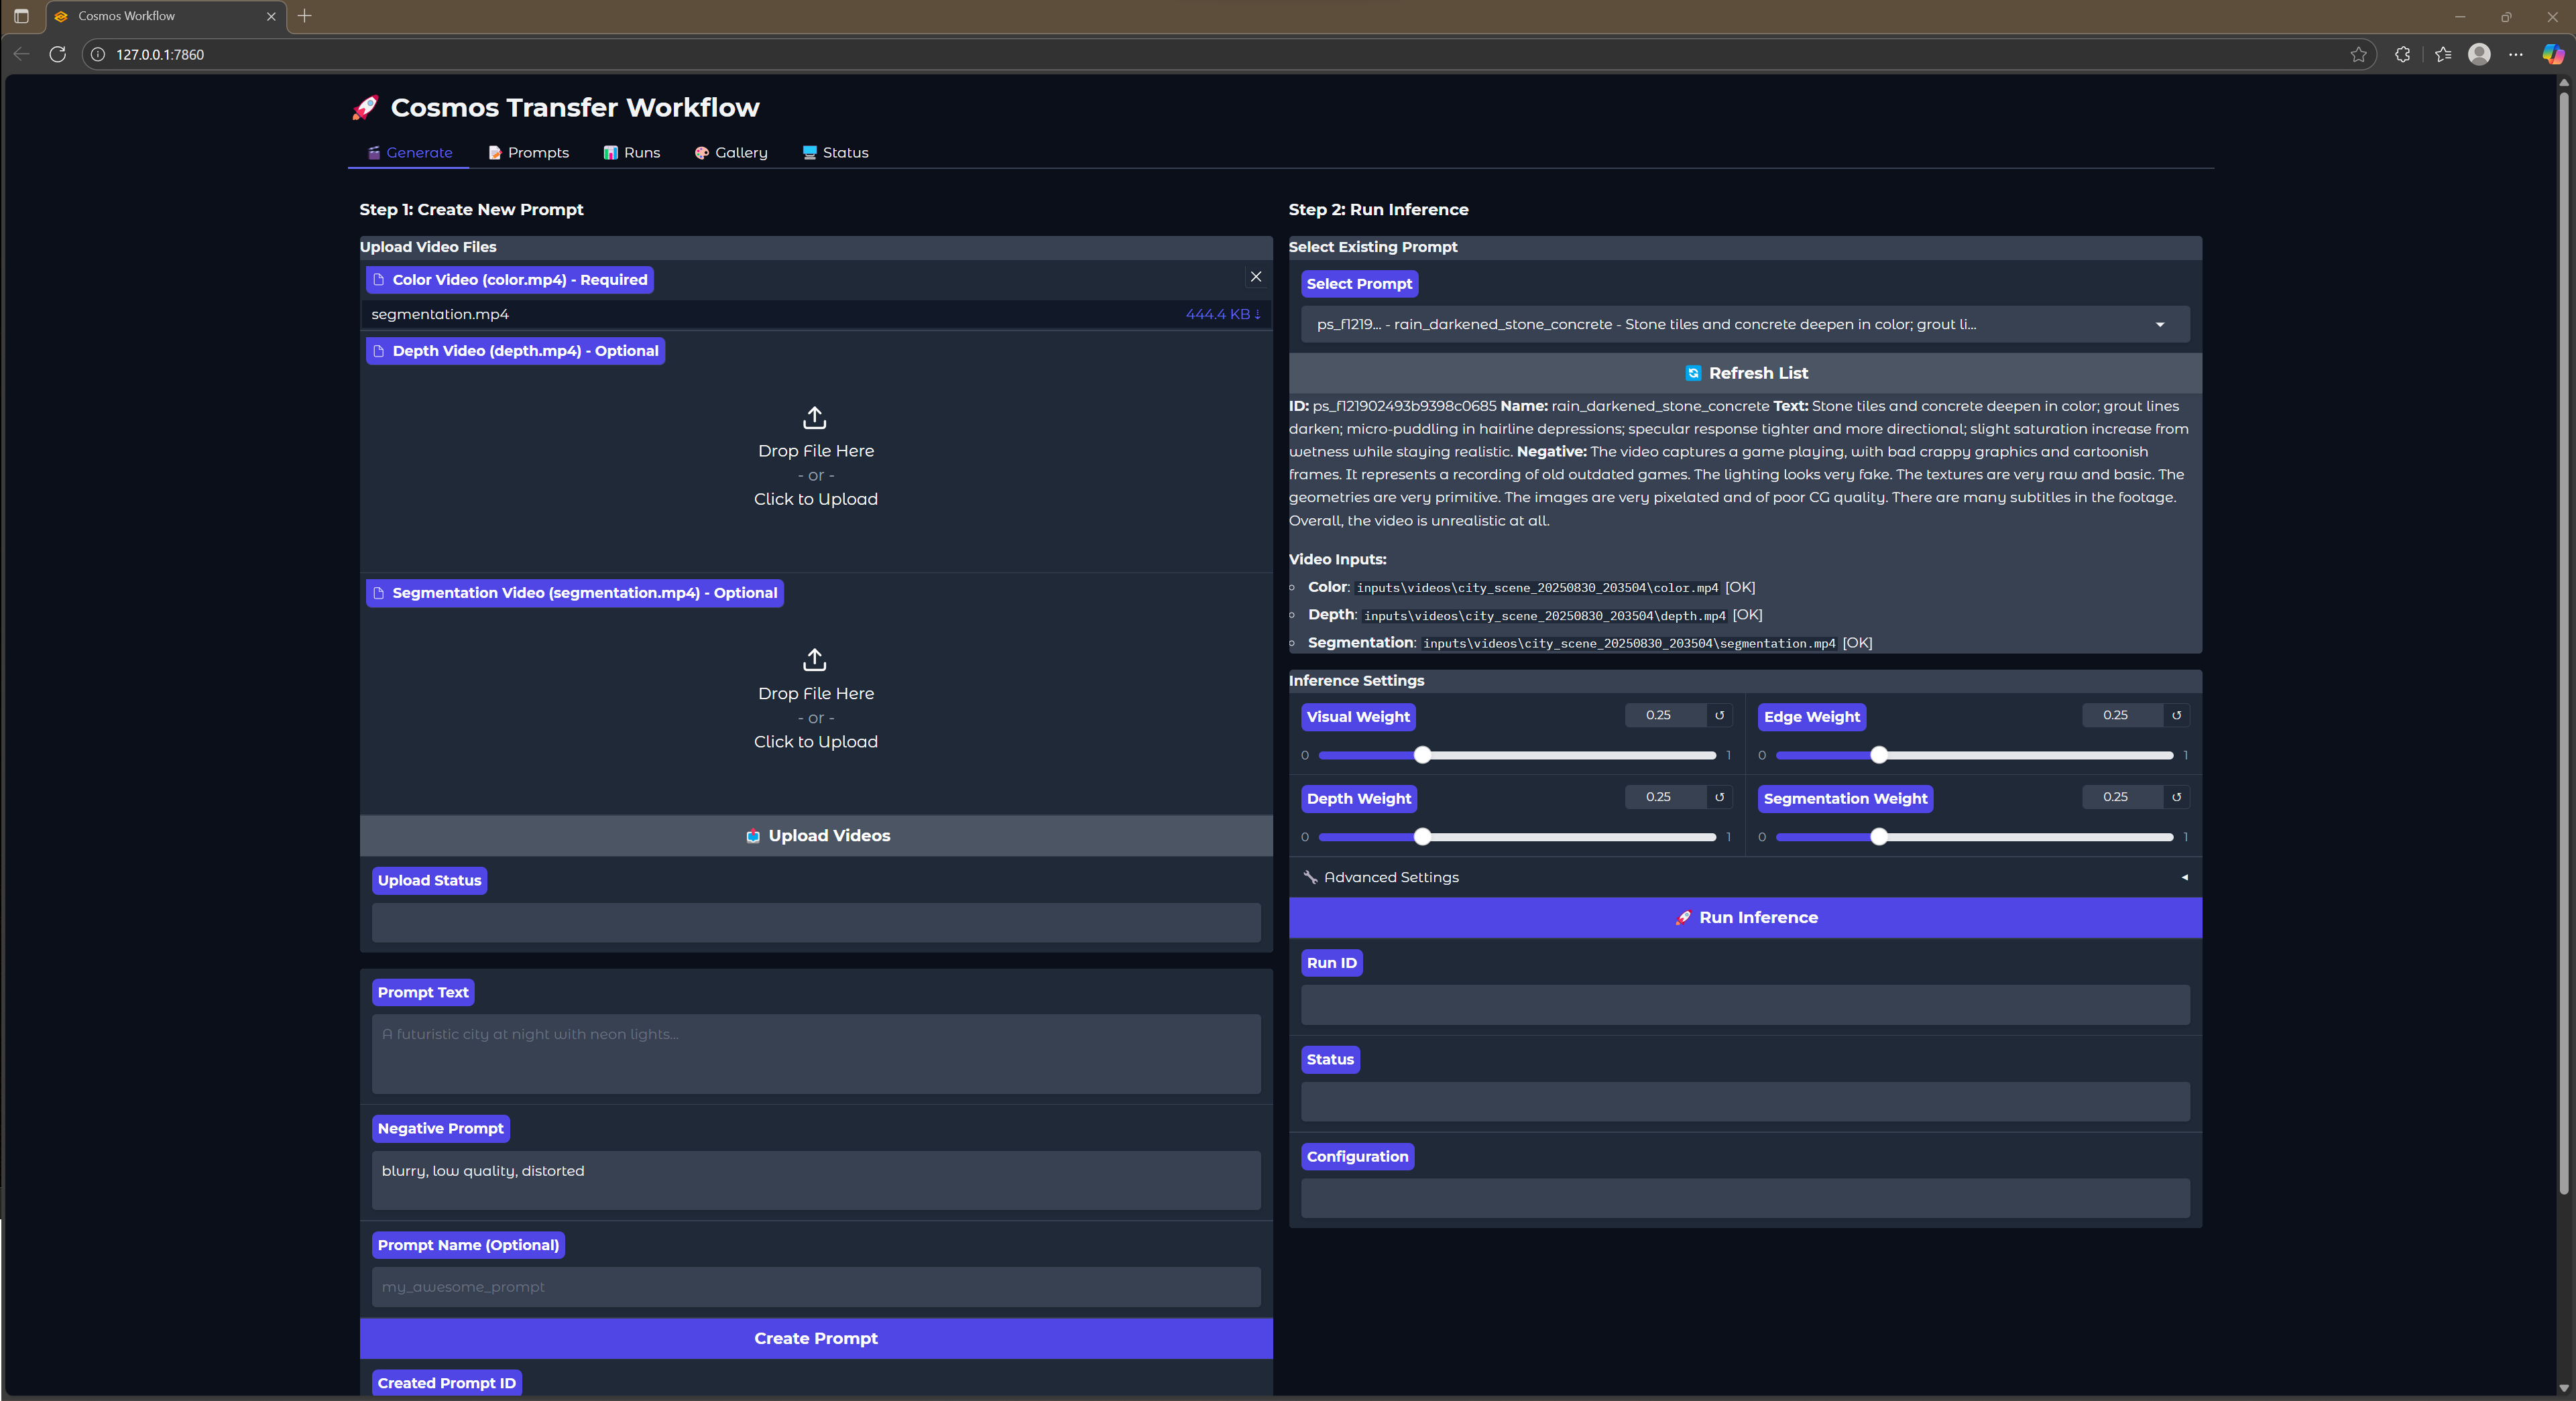 Cosmos Workflow
127.0.0.1:7860
🚀 Cosmos Transfer Workflow
🎬 Generate
📝 Prompts
📊 Runs
🎨 Gallery
🖥️ Status
Step 1: Create New Prompt
Upload Video Files
Color Video (color.mp4) - Required
segmentation.mp4
444.4 KB ↓
Depth Video (depth.mp4) - Optional
Drop File Here
- or -
Click to Upload
Segmentation Video (segmentation.mp4) - Optional
Drop File Here
- or -
Click to Upload
📤 Upload Videos
Upload Status
Prompt Text
A futuristic city at night with neon lights...
Negative Prompt
blurry, low quality, distorted
Prompt Name (Optional)
my_awesome_prompt
Create Prompt
Created Prompt ID
Step 2: Run Inference
Select Existing Prompt
Select Prompt
ps_f1219... - rain_darkened_stone_concrete - Stone tiles and concrete deepen in color; grout li...
🔄 Refresh List
ID: ps_f121902493b9398c0685 Name: rain_darkened_stone_concrete Text: Stone tiles and concrete deepen in color; grout lines
darken; micro-puddling in hairline depressions; specular response tighter and more directional; slight saturation increase from
wetness while staying realistic. Negative: The video captures a game playing, with bad crappy graphics and cartoonish
frames. It represents a recording of old outdated games. The lighting looks very fake. The textures are very raw and basic. The
geometries are very primitive. The images are very pixelated and of poor CG quality. There are many subtitles in the footage.
Overall, the video is unrealistic at all.
Video Inputs:
Color: inputs\videos\city_scene_20250830_203504\color.mp4 [OK]
Depth: inputs\videos\city_scene_20250830_203504\depth.mp4 [OK]
Segmentation: inputs\videos\city_scene_20250830_203504\segmentation.mp4 [OK]
Inference Settings
Visual Weight
0.25 ↺
0
1
Edge Weight
0.25 ↺
0
1
Depth Weight
0.25 ↺
0
1
Segmentation Weight
0.25 ↺
0
1
🔧 Advanced Settings
🚀 Run Inference
Run ID
Status
Configuration